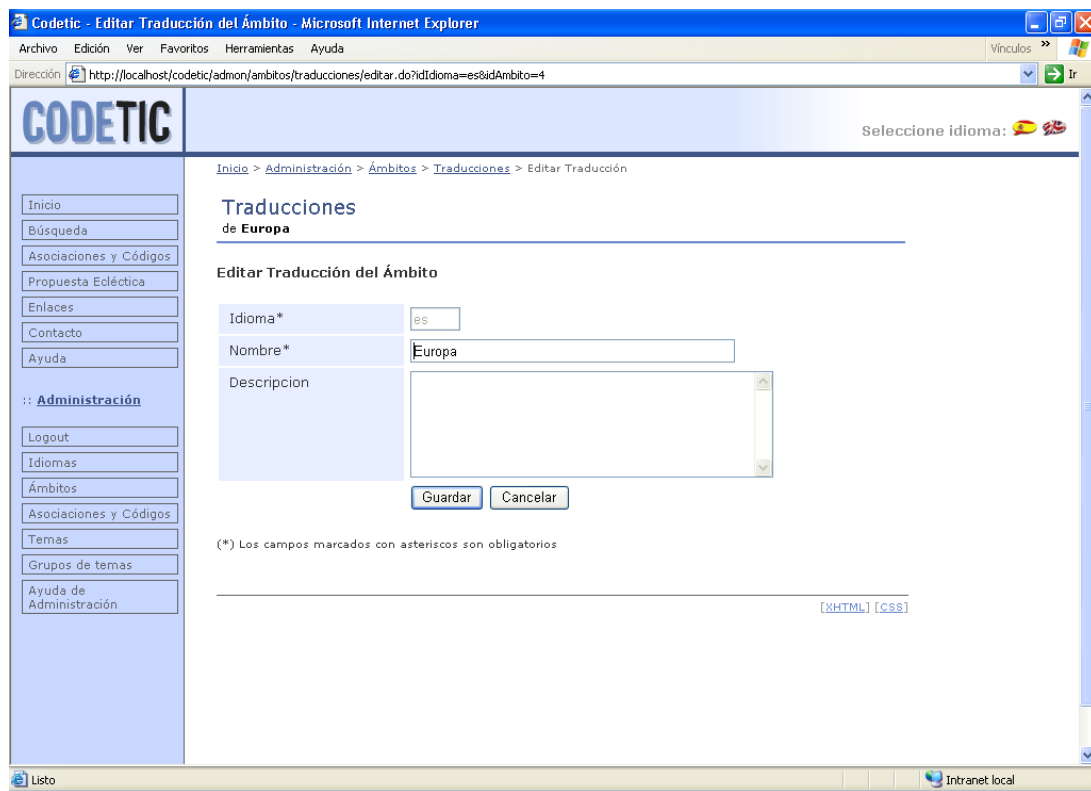 Codetic - Editar Traducción del Ámbito - Microsoft Internet Explorer
Archivo Edición Ver Favoritos Herramientas Ayuda Vínculos »
Dirección http://localhost/codetic/admon/ambitos/traducciones/editar.do?idIdioma=es&idAmbito=4 Ir
CODETIC
Seleccione idioma:
Inicio > Administración > Ámbitos > Traducciones > Editar Traducción
Inicio
Búsqueda
Asociaciones y Códigos
Propuesta Ecléctica
Enlaces
Contacto
Ayuda
:: Administración
Logout
Idiomas
Ámbitos
Asociaciones y Códigos
Temas
Grupos de temas
Ayuda de
Administración
Traducciones
de Europa
Editar Traducción del Ámbito
Idioma* es
Nombre* Europa
Descripcion
Guardar Cancelar
(*) Los campos marcados con asteriscos son obligatorios
[XHTML] [CSS]
Listo Intranet local